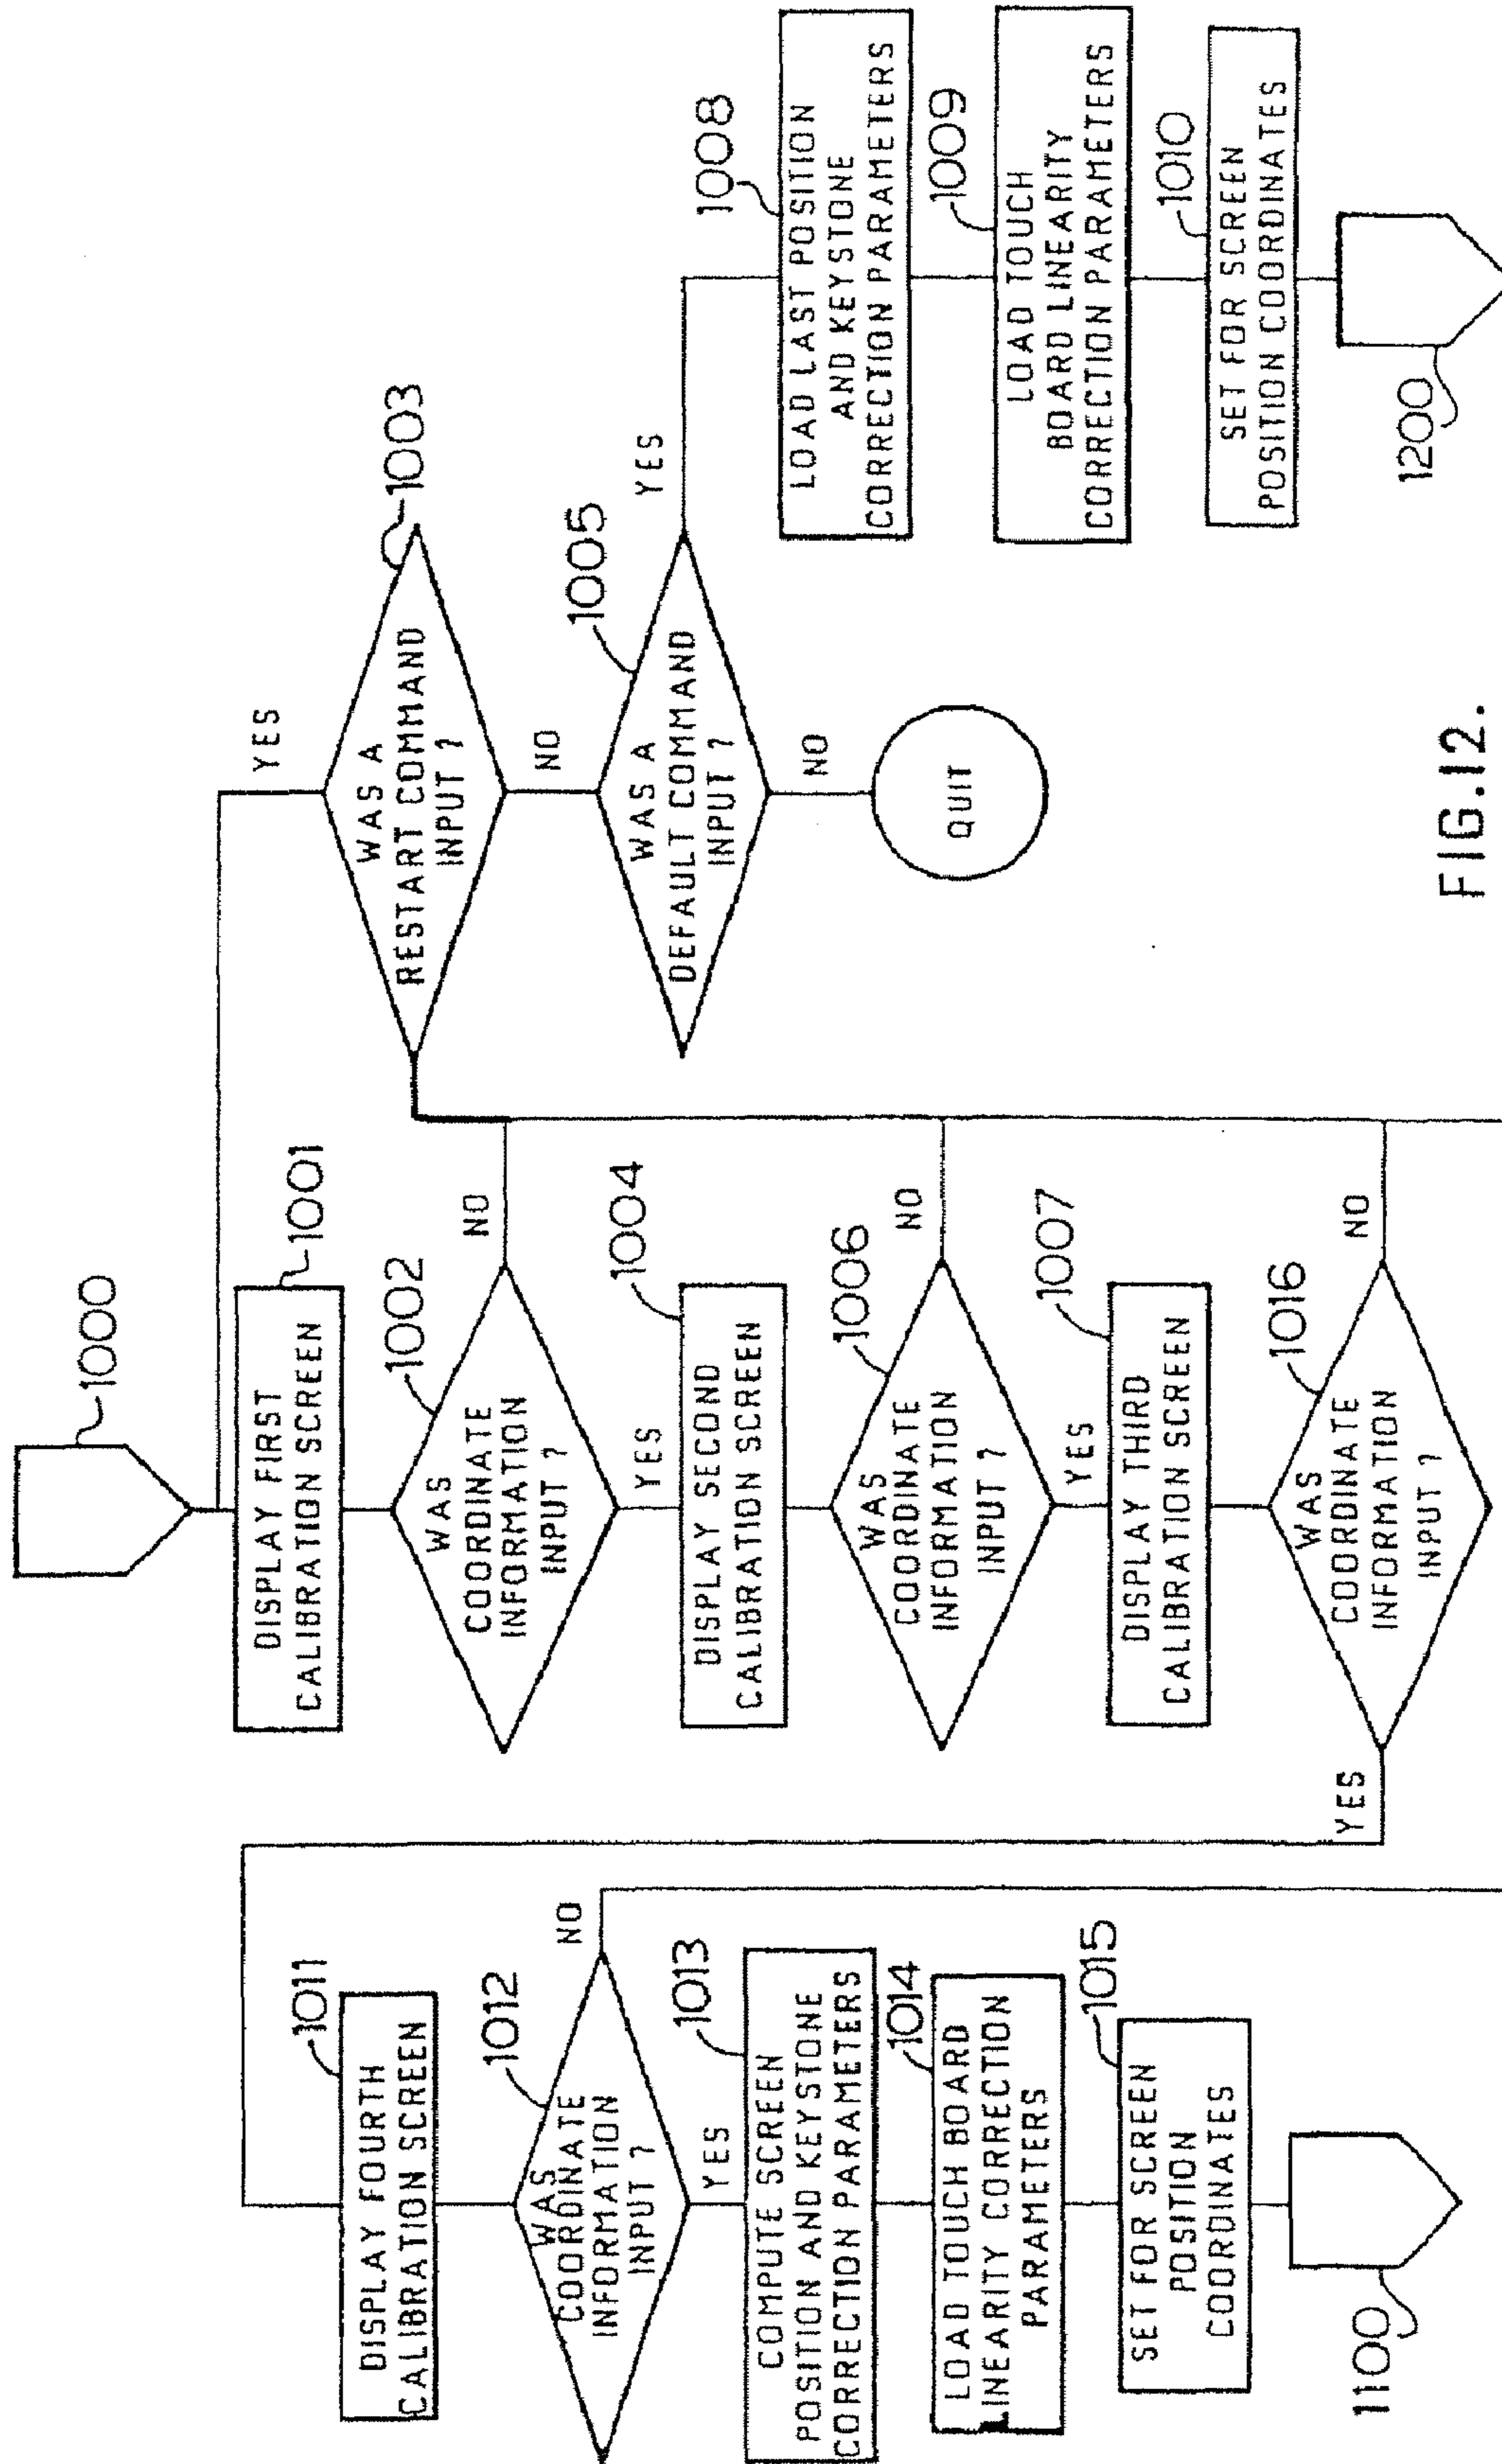 1000
DISPLAY FIRST
CALIBRATION SCREEN
1001
WAS
COORDINATE
INFORMATION
INPUT ?
1002
NO
YES
DISPLAY SECOND
CALIBRATION SCREEN
1004
WAS
COORDINATE
INFORMATION
INPUT ?
1006
NO
YES
DISPLAY THIRD
CALIBRATION SCREEN
1007
WAS
COORDINATE
INFORMATION
INPUT ?
1016
NO
YES
DISPLAY FOURTH
CALIBRATION SCREEN
1011
WAS
COORDINATE
INFORMATION
INPUT ?
1012
NO
YES
COMPUTE SCREEN
POSITION AND KEYSTONE
CORRECTION PARAMETERS
1013
LOAD TOUCH BOARD
LINEARITY CORRECTION
PARAMETERS
1014
SET FOR SCREEN
POSITION
COORDINATES
1015
1100
YES
WAS A
RESTART COMMAND
INPUT ?
1003
NO
WAS A
DEFAULT COMMAND
INPUT ?
1005
YES
NO
QUIT
LOAD LAST POSITION
AND KEYSTONE
CORRECTION PARAMETERS
1008
LOAD TOUCH
BOARD LINEARITY
CORRECTION PARAMETERS
1009
SET FOR SCREEN
POSITION COORDINATES
1010
1200
FIG.12.